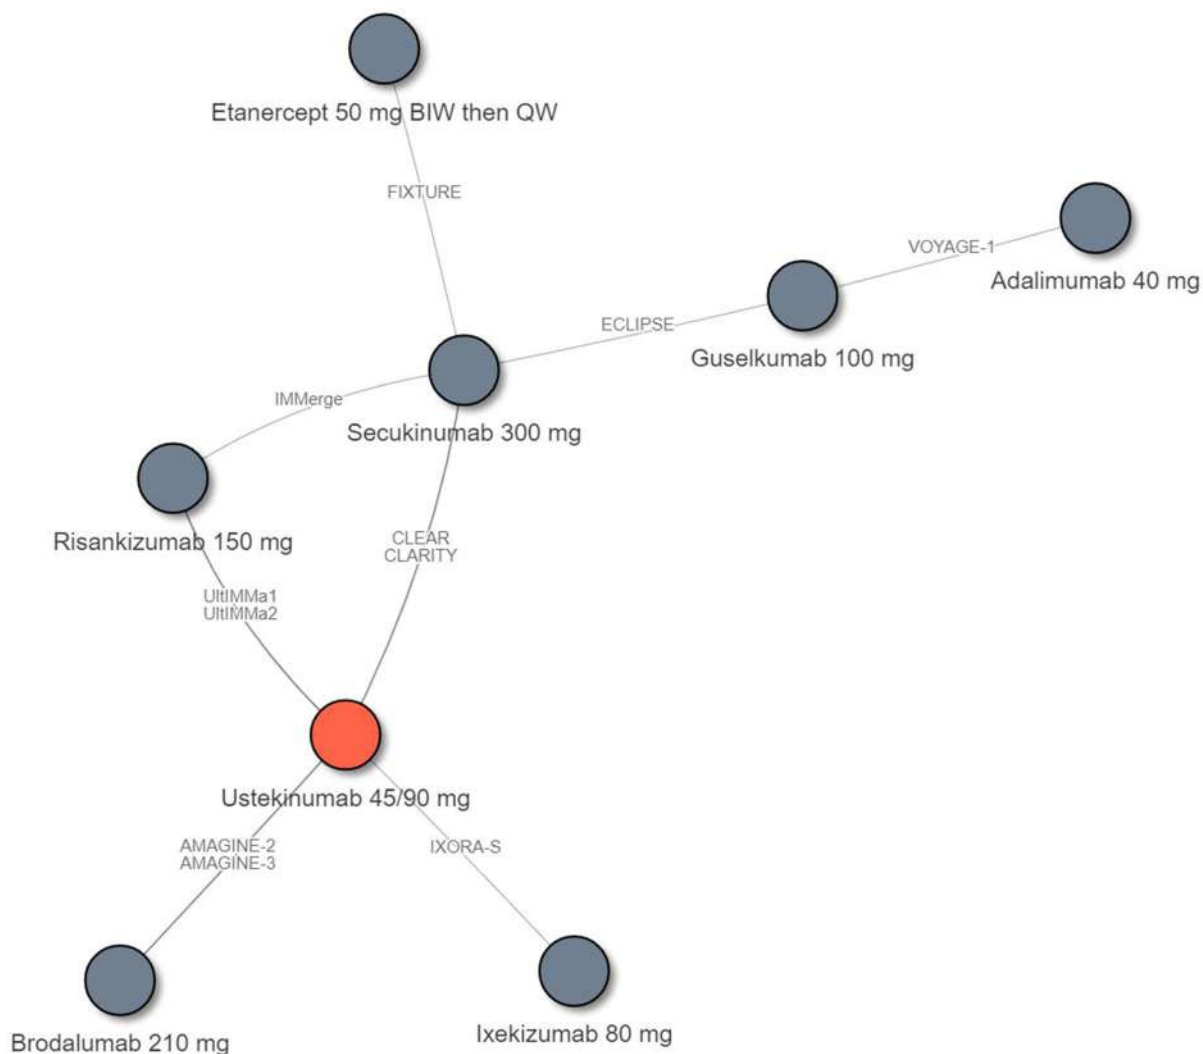 Etanercept 50 mg BIW then QW
FIXTURE
VOYAGE-1
Adalimumab 40 mg
ECLIPSE
Guselkumab 100 mg
IMMerge
Secukinumab 300 mg
Risankizumab 150 mg
CLEAR
CLARITY
UltIMMa1
UltIMMa2
Ustekinumab 45/90 mg
AMAGINE-2
AMAGINE-3
IXORA-S
Brodalumab 210 mg
Ixekizumab 80 mg